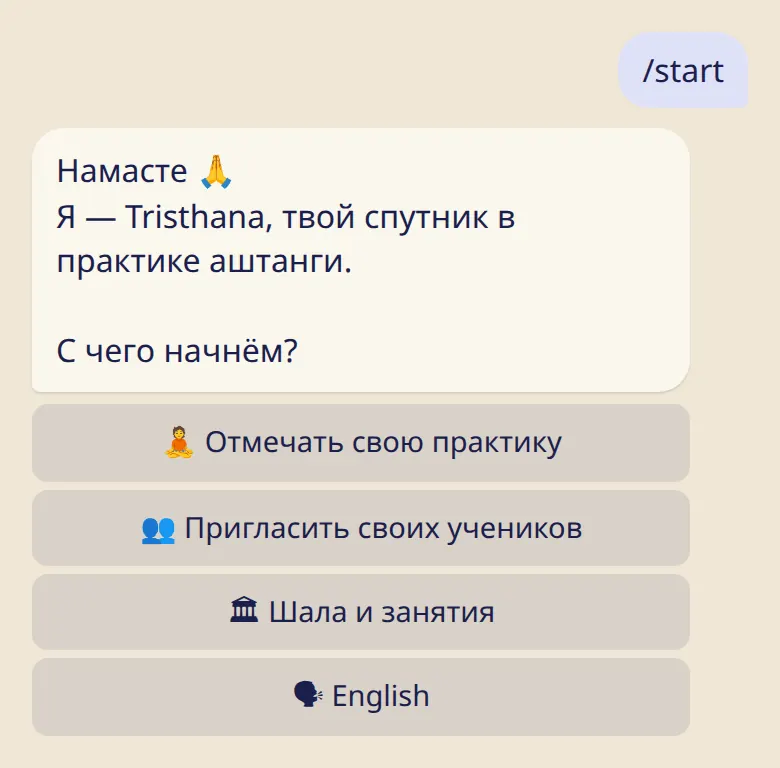 /start
Намасте 🙏
Я — Tristhana, твой спутник в
практике аштанги.
С чего начнём?
🧘 Отмечать свою практику
👥 Пригласить своих учеников
🏛 Шала и занятия
🗣 English